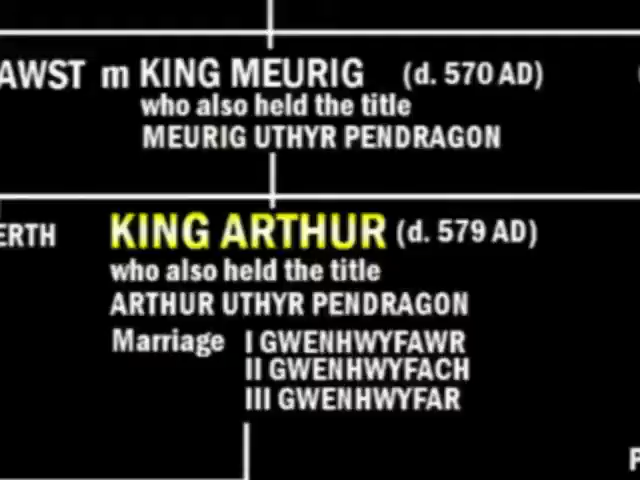 AWST m KING MEURIG (d. 570 AD)
who also held the title
MEURIG UTHYR PENDRAGON
ERTH KING ARTHUR (d. 579 AD)
who also held the title
ARTHUR UTHYR PENDRAGON
Marriage I GWENHWYFAWR
II GWENHWYFACH
III GWENHWYFAR